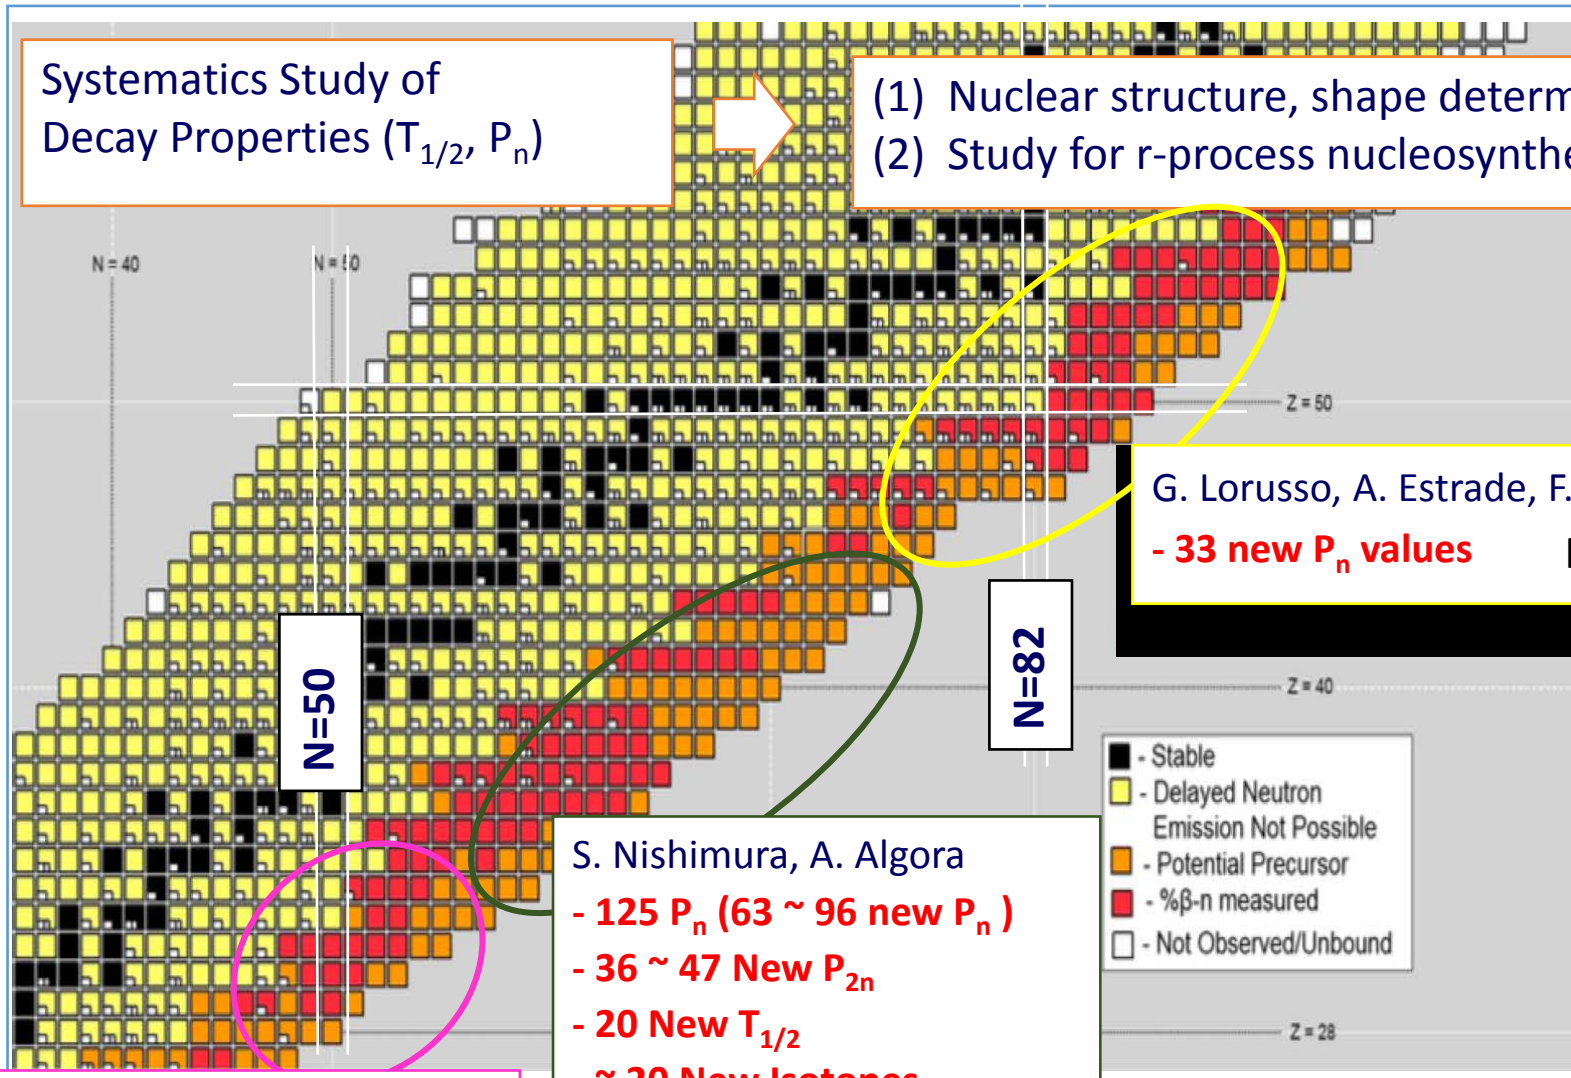 Systematics Study of
Decay Properties (T1/2, Pn)
(1) Nuclear structure, shape determ
(2) Study for r-process nucleosynthe
N = 40
N = 50
Z = 50
G. Lorusso, A. Estrade, F.
- 33 new Pn values
N=50
N=82
Z = 40
- Stable
- Delayed Neutron
Emission Not Possible
- Potential Precursor
- %β-n measured
- Not Observed/Unbound
S. Nishimura, A. Algora
- 125 Pn (63 ~ 96 new Pn )
- 36 ~ 47 New P2n
- 20 New T1/2
- ~ 20 New Isotopes
Z = 28